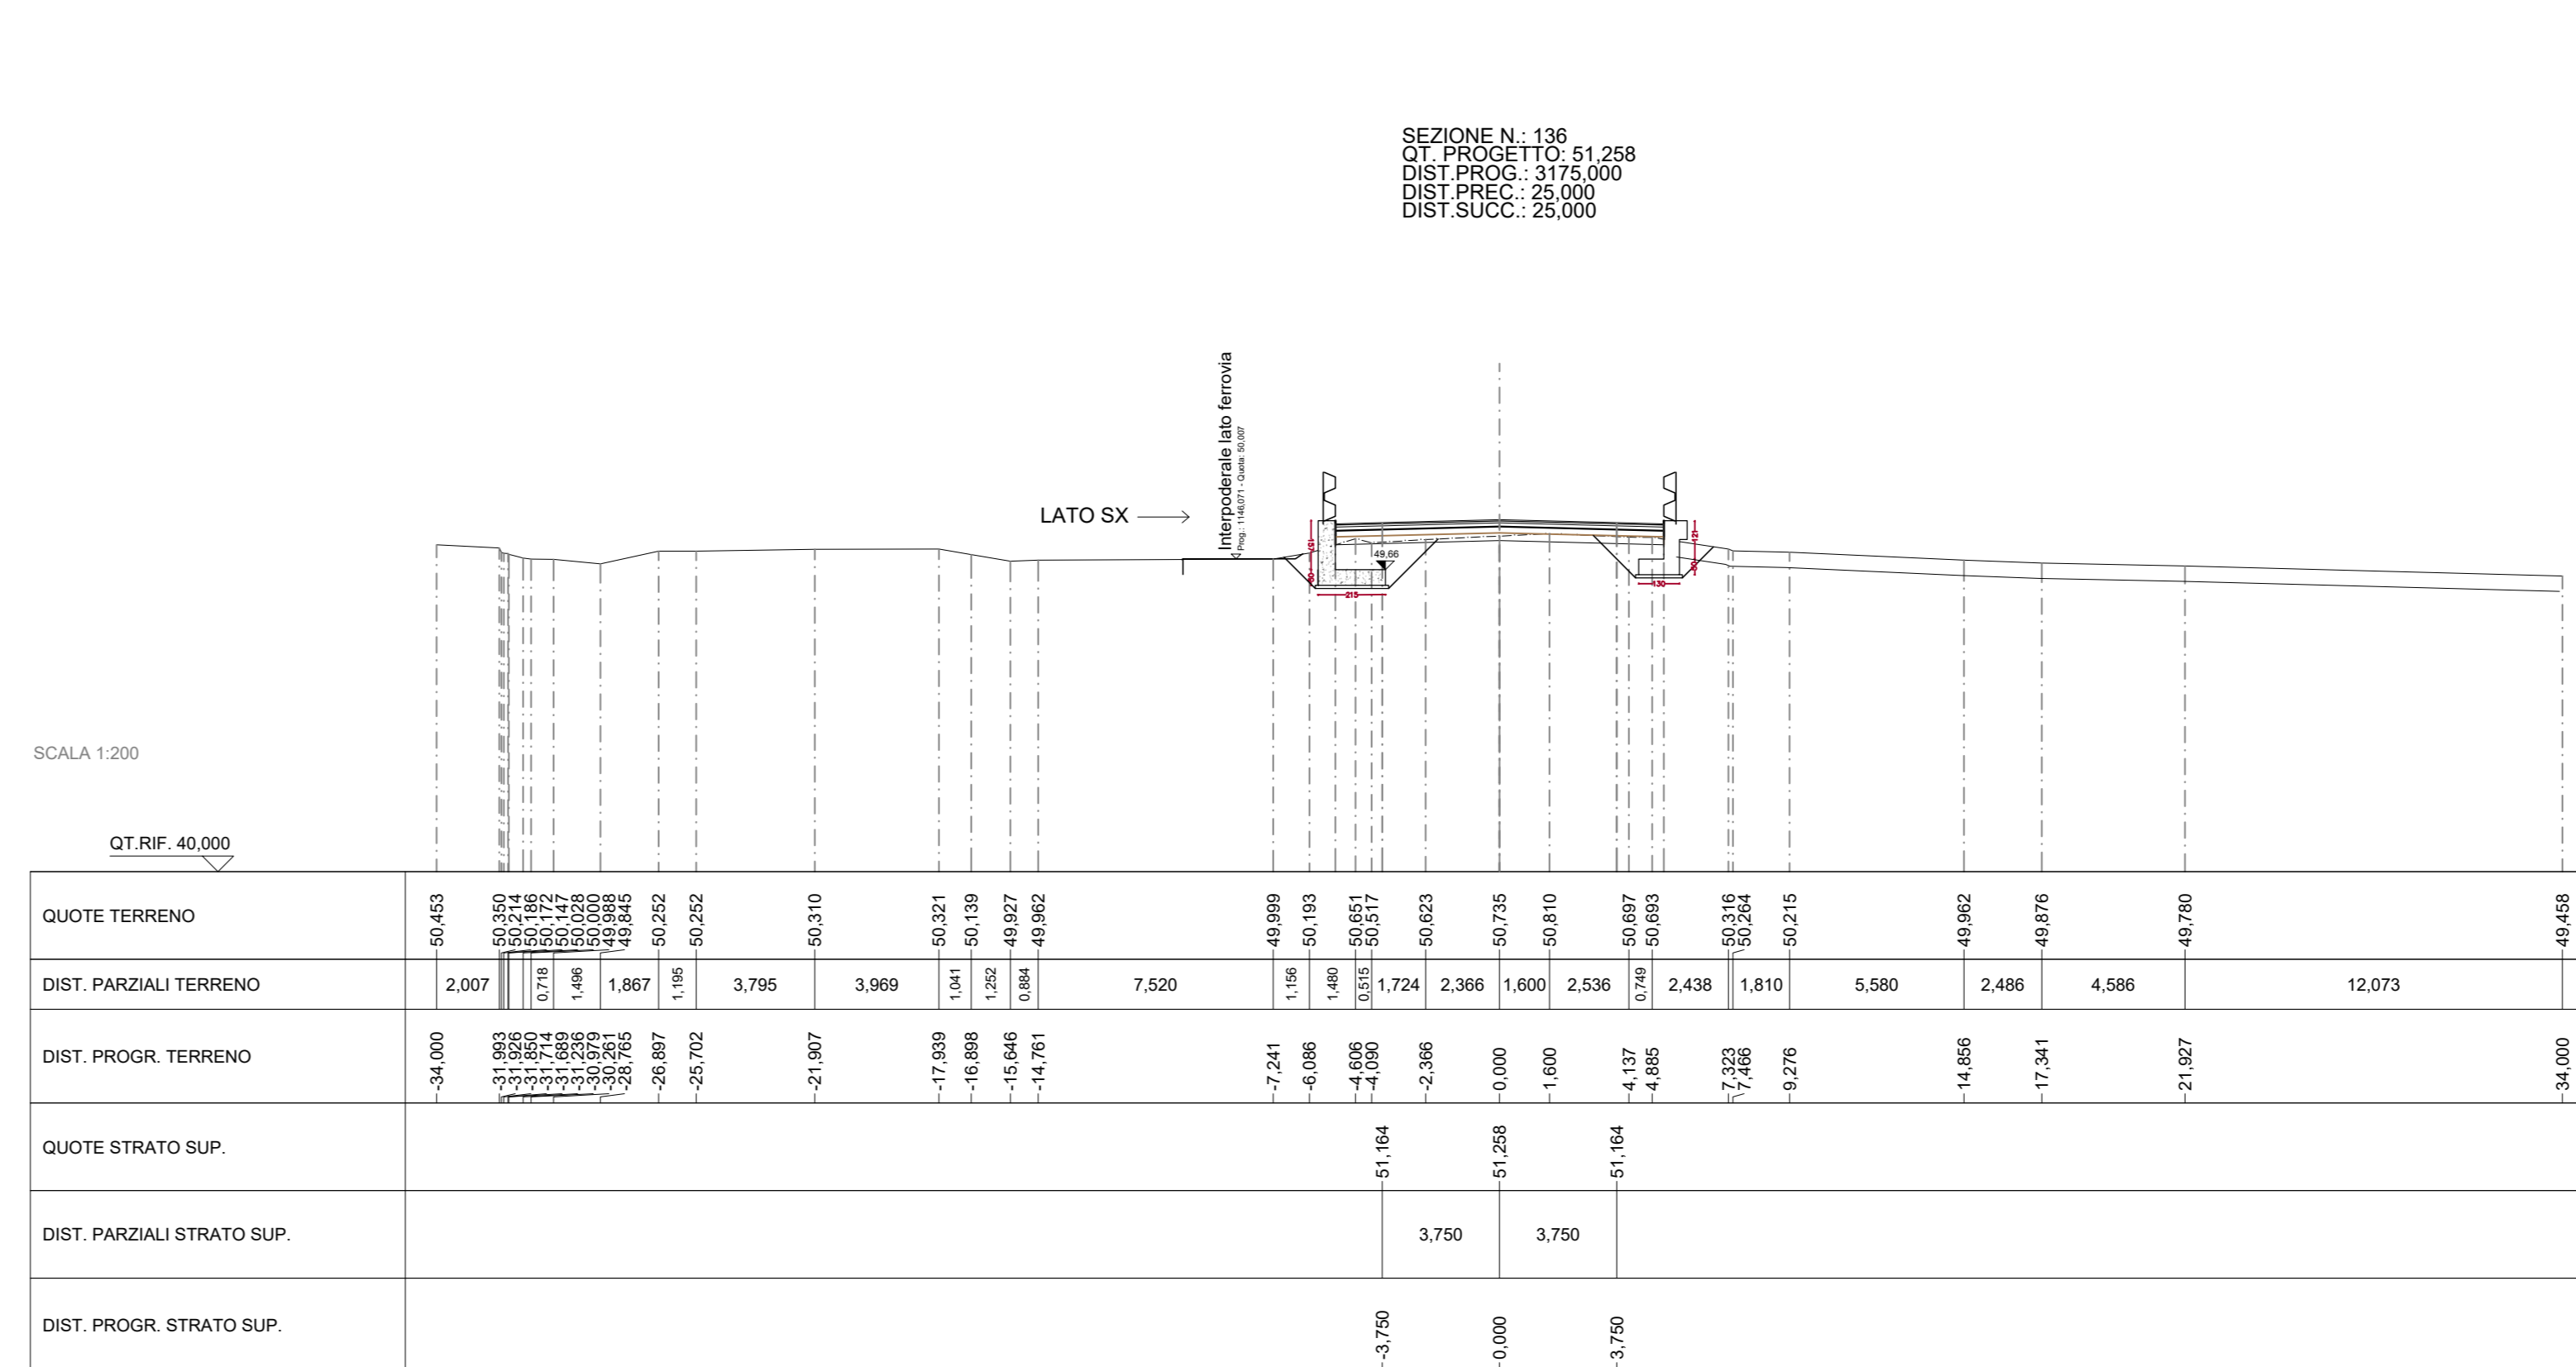 SEZIONE N.: 136
QT. PROGETTO: 51,258
DIST.PROG.: 3175,000
DIST.PREC.: 25,000
DIST.SUCC.: 25,000
Interpoderale lato ferrovia
Prog.: 1146,071 - Quota: 50,007
LATO SX
49,66
157
50
215
121
50
130
SCALA 1:200
QT.RIF. 40,000
QUOTE TERRENO
50,453 50,350 50,214 50,186 50,172 50,147 50,028 50,000 49,988 49,845 50,252 50,252 50,310 50,321 50,139 49,927 49,962 49,999 50,193 50,651 50,517 50,623 50,735 50,810 50,697 50,693 50,316 50,264 50,215 49,962 49,876 49,780 49,458
DIST. PARZIALI TERRENO
2,007 0,718 1,496 1,867 1,195 3,795 3,969 1,041 1,252 0,884 7,520 1,156 1,480 0,515 1,724 2,366 1,600 2,536 0,749 2,438 1,810 5,580 2,486 4,586 12,073
DIST. PROGR. TERRENO
-34,000 -31,993 -31,926 -31,850 -31,714 -31,689 -31,236 -30,979 -30,261 -28,765 -26,897 -25,702 -21,907 -17,939 -16,898 -15,646 -14,761 -7,241 -6,086 -4,606 -4,090 -2,366 0,000 1,600 4,137 4,885 7,323 7,466 9,276 14,856 17,341 21,927 34,000
QUOTE STRATO SUP.
51,164 51,258 51,164
DIST. PARZIALI STRATO SUP.
3,750 3,750
DIST. PROGR. STRATO SUP.
-3,750 0,000 3,750